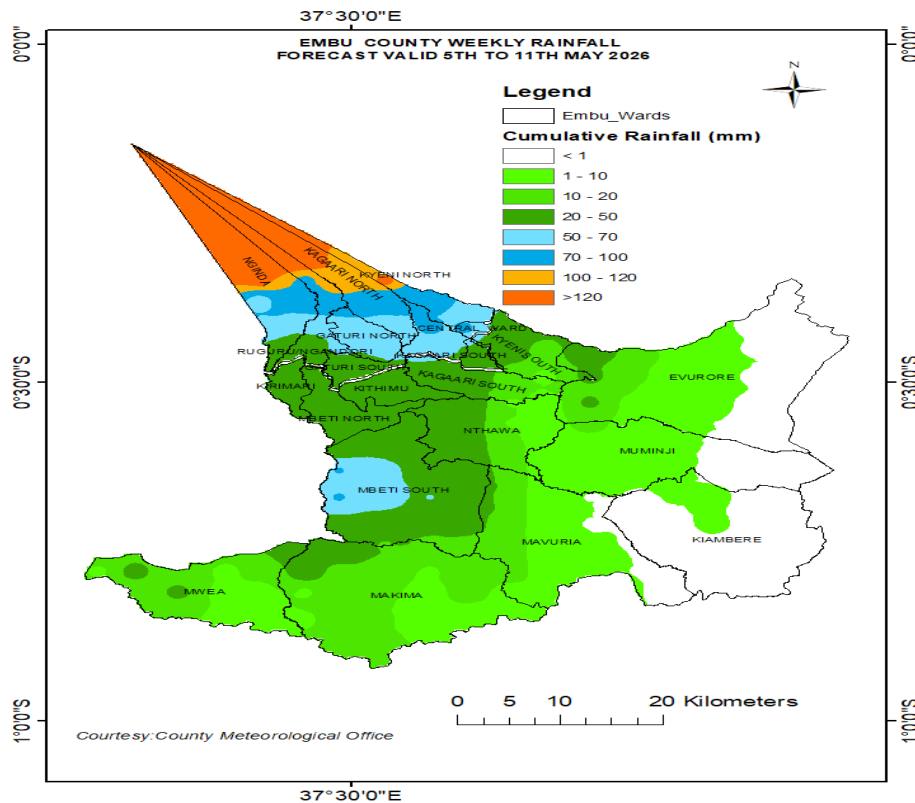 37°30'0"E
EMBU COUNTY WEEKLY RAINFALL
FORECAST VALID 5TH TO 11TH MAY 2026
0°0'0"
0°0'0"
N
Legend
Embu_Wards
Cumulative Rainfall (mm)
< 1
1 - 10
10 - 20
20 - 50
50 - 70
70 - 100
100 - 120
>120
NGINDA
KAGAARI NORTH
KYENI NORTH
CENTRAL WARD
GATURI NORTH
KYENI SOUTH
RUGURU/NGANDORI
GATURI SOUTH
KAGAARI SOUTH
KAGAARI SOUTH
EVURORE
KIRIMARI
KITHIMU
0°30'0"S
0°30'0"S
MBETI NORTH
NTHAWA
MUMINJI
MBETI SOUTH
MAVURIA
KIAMBERE
MWEA
MAKIMA
0 5 10 20 Kilometers
1°0'0"S
1°0'0"S
Courtesy:County Meteorological Office
37°30'0"E